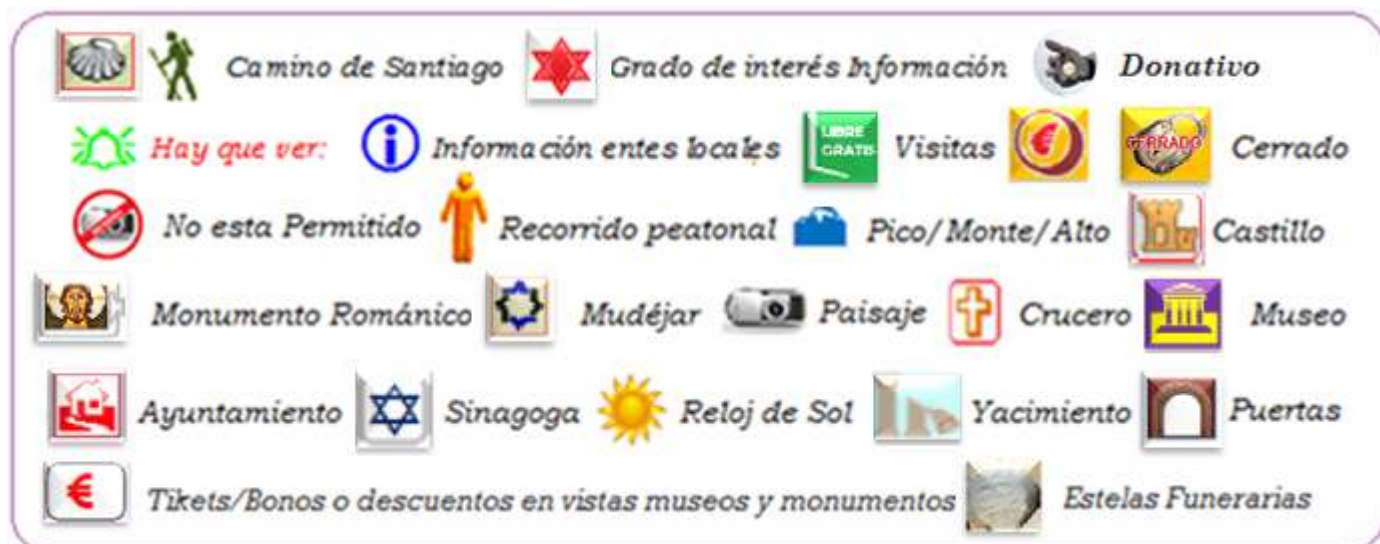 Camino de Santiago Grado de interés Información Donativo
Hay que ver: Información entes locales LIBRE GRATIS Visitas € CERRADO Cerrado
No esta Permitido Recorrido peatonal Pico/Monte/Alto Castillo
Monumento Románico Mudéjar Paisaje Crucero Museo
Ayuntamiento Sinagoga Reloj de Sol Yacimiento Puertas
€ Tikets/Bonos o descuentos en vistas museos y monumentos Estelas Funerarias